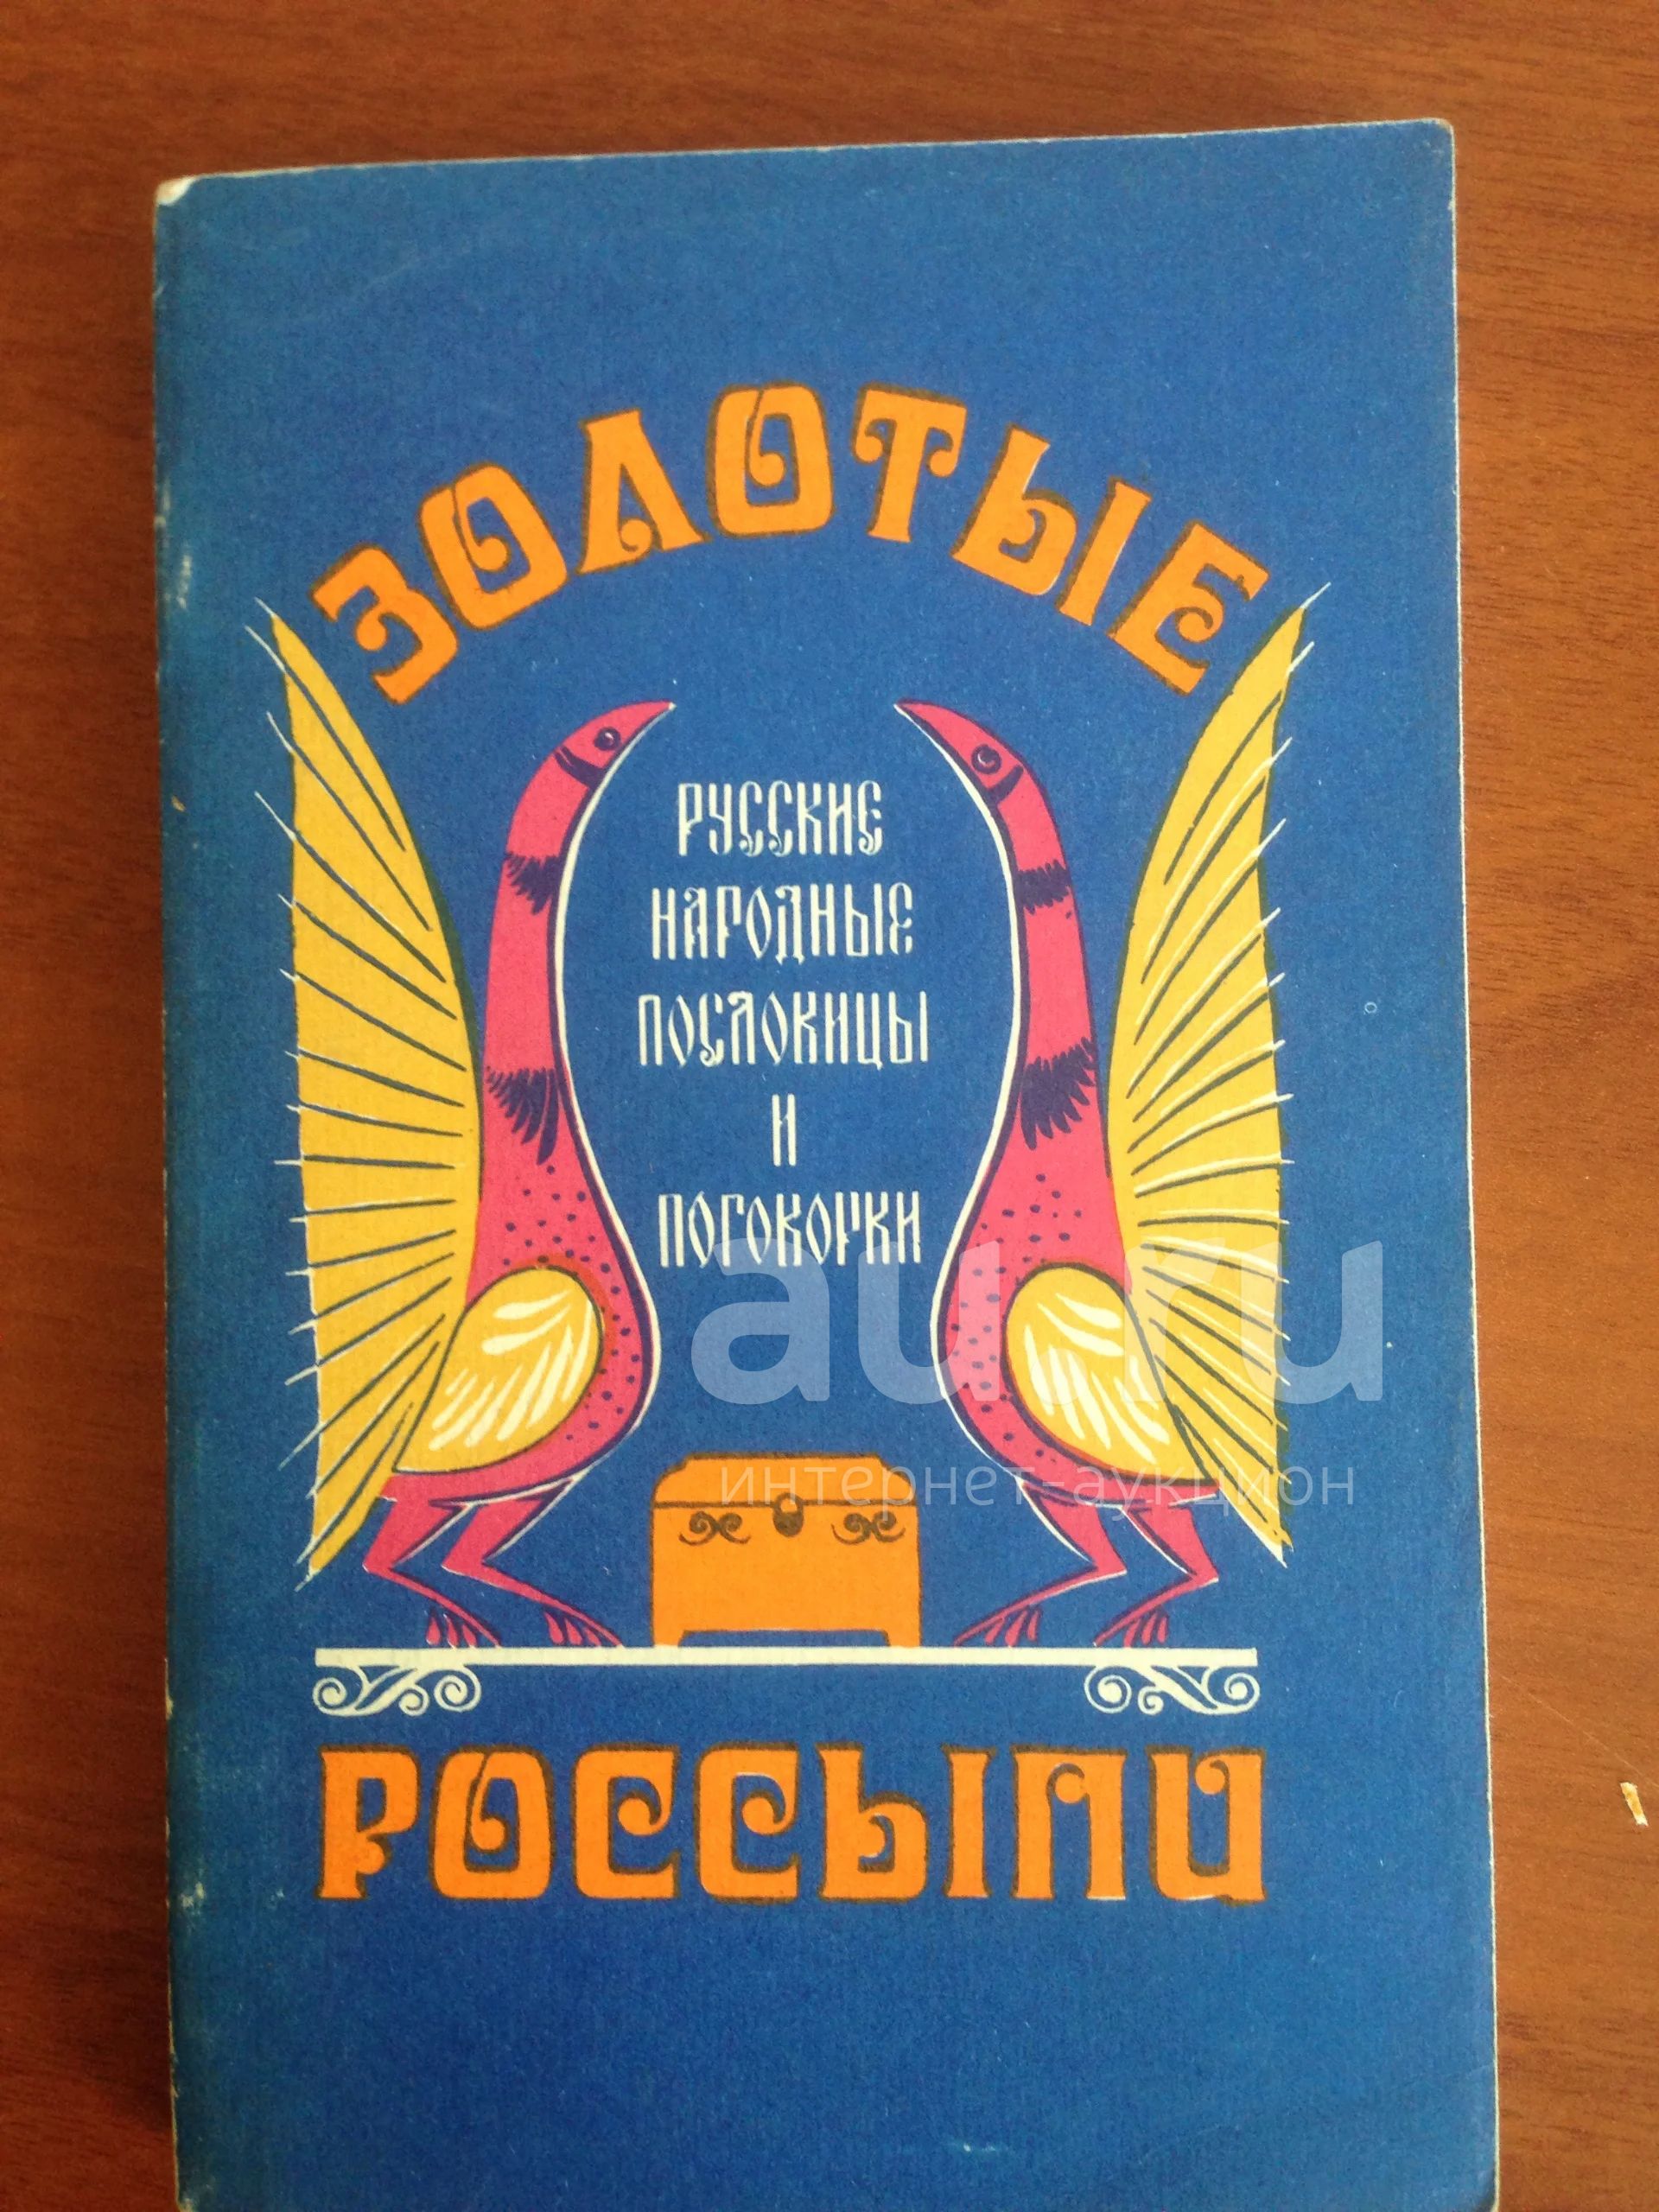 ЗОЛОТЫЕ
РУССКИЕ
НАРОДНЫЕ
ПОСЛОВИЦЫ
И
ПОГОВОРКИ
au.ru
интернет-аукцион
РОССЫПИ